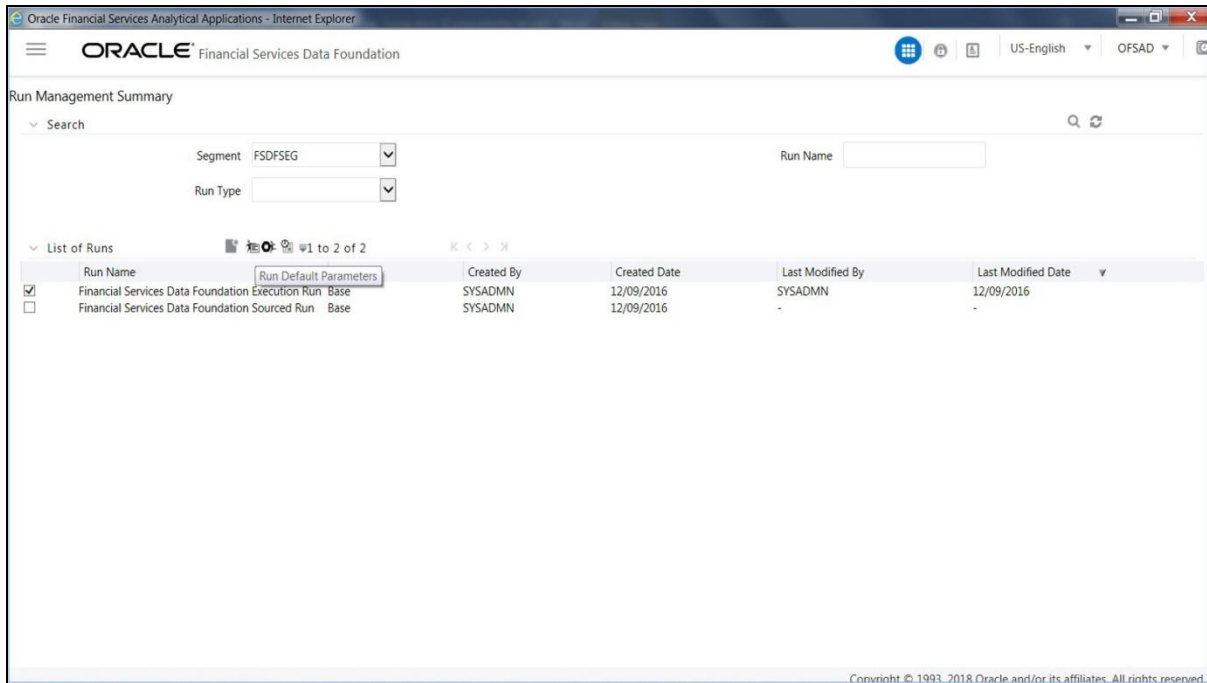 Oracle Financial Services Analytical Applications - Internet Explorer
ORACLE Financial Services Data Foundation
US-English
OFSAD
Run Management Summary
Search
Segment FSDFSEG
Run Name
Run Type
List of Runs 1 to 2 of 2
Run Name Created By Created Date Last Modified By Last Modified Date
Run Default Parameters
Financial Services Data Foundation Execution Run Base SYSADMN 12/09/2016 SYSADMN 12/09/2016
Financial Services Data Foundation Sourced Run Base SYSADMN 12/09/2016 - -
Copyright © 1993, 2018 Oracle and/or its affiliates. All rights reserved.